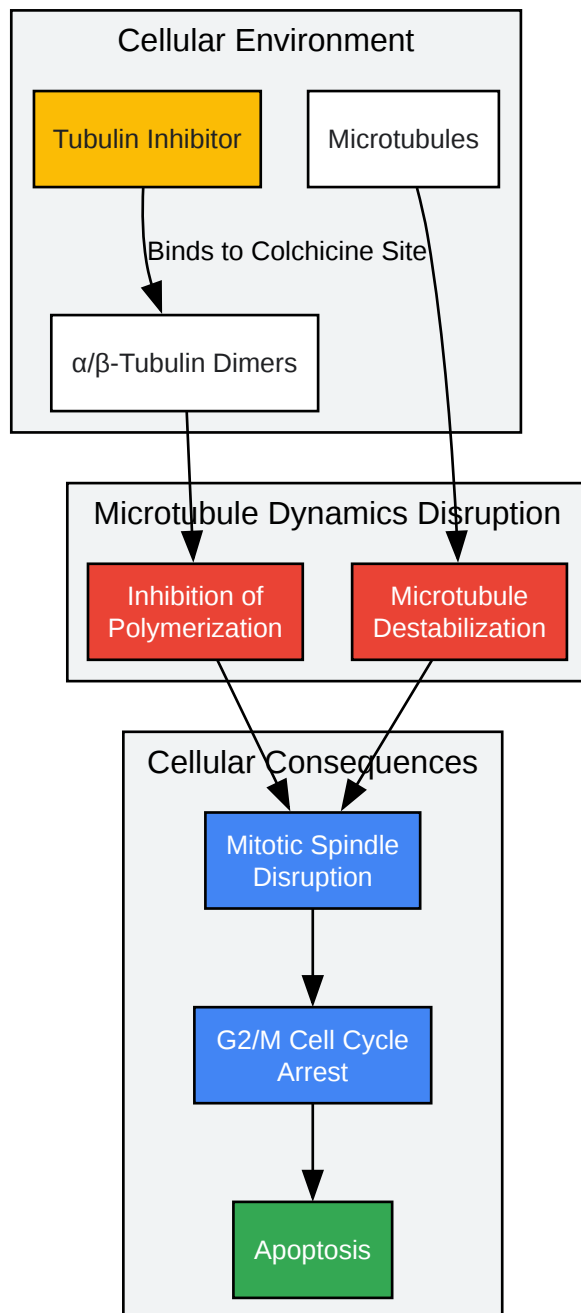 Cellular Environment
Tubulin Inhibitor
Microtubules
Binds to Colchicine Site
α/β-Tubulin Dimers
Microtubule Dynamics Disruption
Inhibition of
Polymerization
Microtubule
Destabilization
Cellular Consequences
Mitotic Spindle
Disruption
G2/M Cell Cycle
Arrest
Apoptosis